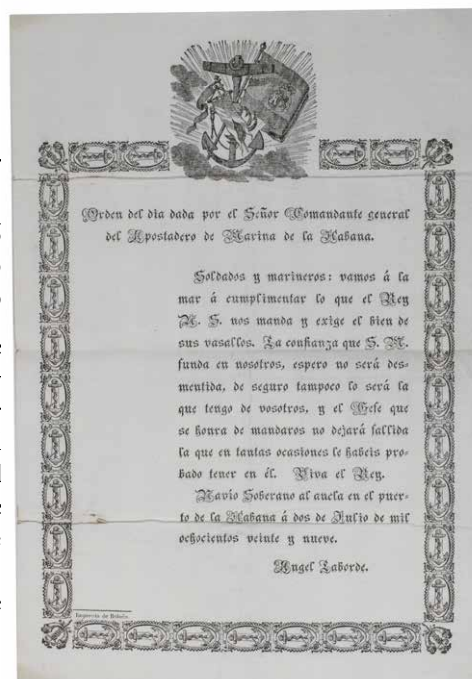 Orden del dia dada por el Señor Comandante general
del Apostadero de Marina de la Habana.
Soldados y marineros: vamos á la
mar á cumplimentar lo que el Rey
N. S. nos manda y exige el bien de
sus vasallos. La confianza que S. M.
funda en nosotros, espero no será des-
mentida, de seguro tampoco lo será la
que tengo de vosotros, y el Gefe que
se honra de mandaros no dejará fallida
la que en tantas ocasiones le habeis pro-
bado tener en él. Viva el Rey.
Navío Soberano al ancla en el puer-
to de la Habana á dos de Julio de mil
ochocientos veinte y nueve.
Angel Laborde.
Imprenta de